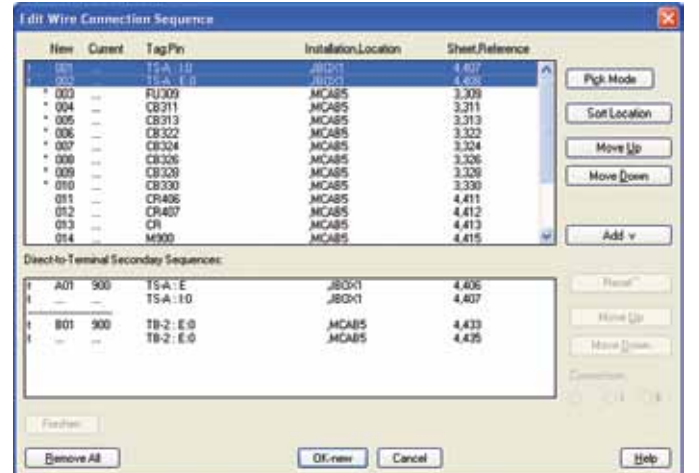 Edit Wire Connection Sequence
New Current Tag:Pin Installation,Location Sheet,Reference
t 001 ... TS-A : I:0 ,JBOX1 4,407
t 002 ... TS-A : E:0 ,JBOX1 4,408
* 003 ... FU309 ,MCAB5 3,309
* 004 ... CB311 ,MCAB5 3,311
* 005 ... CB313 ,MCAB5 3,313
* 006 ... CB322 ,MCAB5 3,322
* 007 ... CB324 ,MCAB5 3,324
* 008 ... CB326 ,MCAB5 3,326
* 009 ... CB328 ,MCAB5 3,328
* 010 ... CB330 ,MCAB5 3,330
011 ... CR406 ,MCAB5 4,411
012 ... CR407 ,MCAB5 4,412
013 ... CR ,MCAB5 4,413
014 ... M900 ,MCAB5 4,415
Pick Mode
Sort Location
Move Up
Move Down
Add v
Direct-to-Terminal Secondary Sequences:
t A01 900 TS-A : E ,JBOX1 4,406
t ... ... TS-A : I:0 ,JBOX1 4,407
t B01 900 TB-2 : E:0 ,MCAB5 4,433
t ... ... TB-2 : E:0 ,MCAB5 4,435
Move Up
Move Down
Remove All
OK-new
Cancel
Help